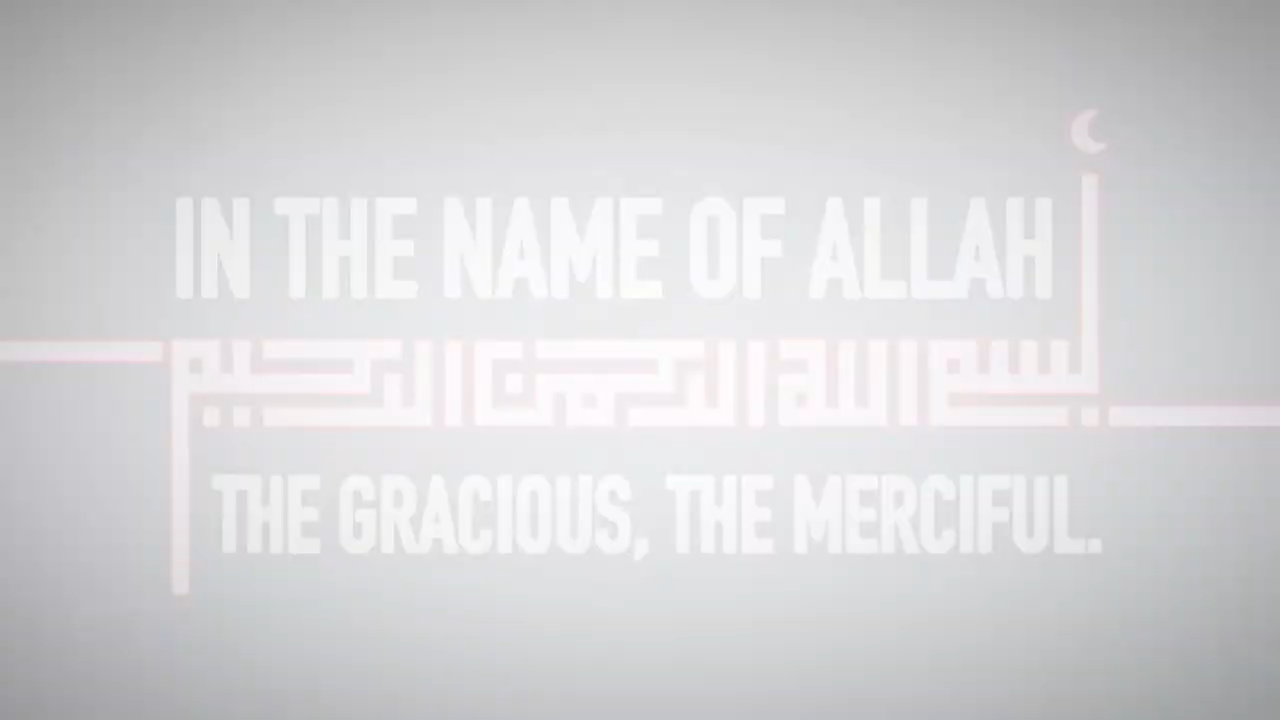 IN THE NAME OF ALLAH
بسم الله الرحمن الرحيم
THE GRACIOUS, THE MERCIFUL.